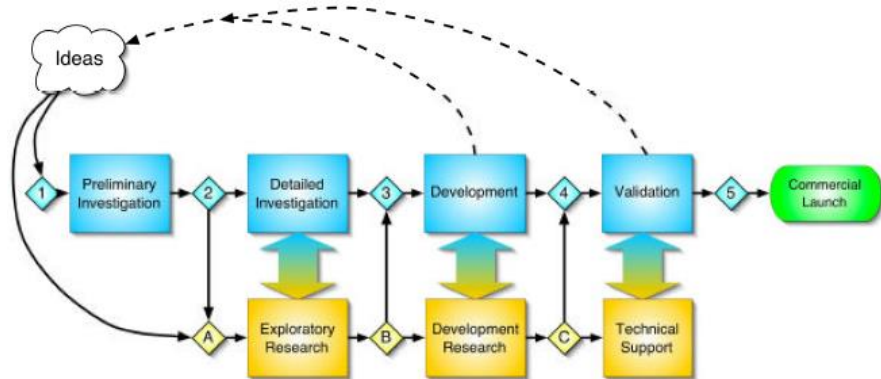 Ideas
1
Preliminary
Investigation
2
Detailed
Investigation
3
Development
4
Validation
5
Commercial
Launch
A
Exploratory
Research
B
Development
Research
C
Technical
Support